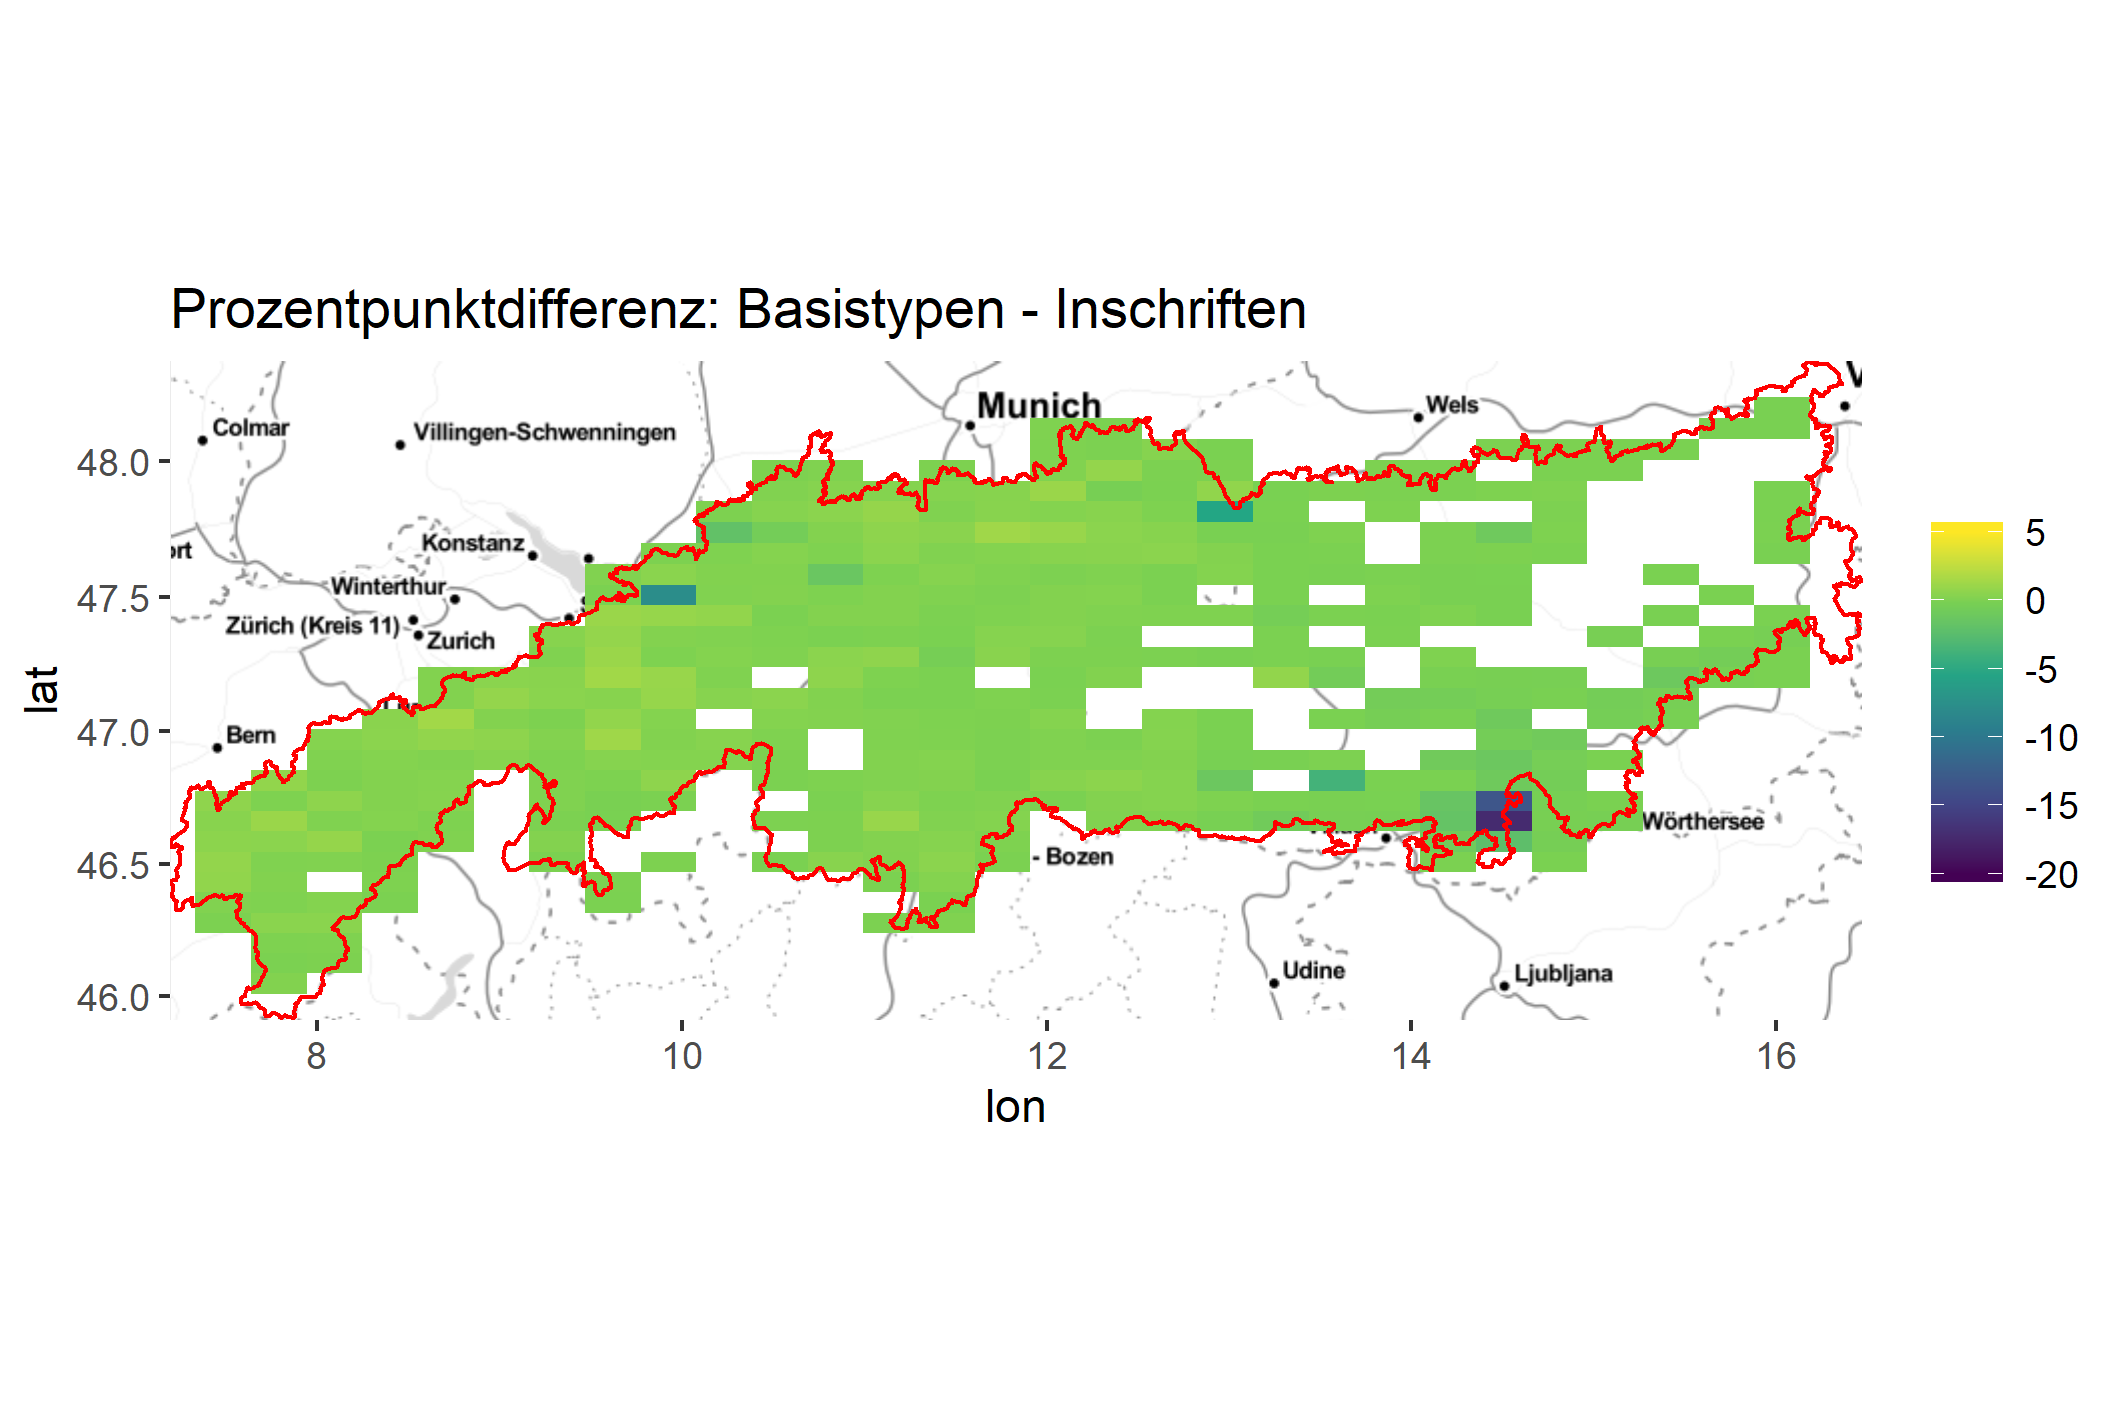 Prozentpunktdifferenz: Basistypen - Inschriften
Munich
Wels
Colmar
Villingen-Schwenningen
Konstanz
Winterthur
Zürich (Kreis 11)
Zurich
Bern
Wörthersee
- Bozen
Udine
Ljubljana
48.0
47.5
47.0
46.5
46.0
lat
8
10
12
14
16
lon
5
0
-5
-10
-15
-20